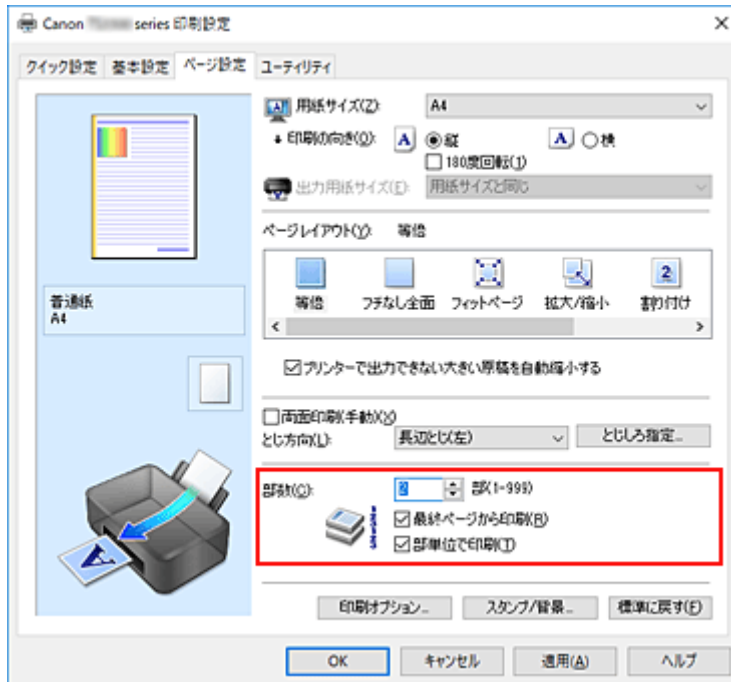 Canon series 印刷設定
クイック設定 基本設定 ページ設定 ユーティリティ
用紙サイズ(Z): A4
印刷の向き(O): A 縦 A 横
180度回転(J)
出力用紙サイズ(E): 用紙サイズと同じ
ページレイアウト(Y): 等倍
等倍 フチなし全面 フィットページ 拡大/縮小 割り付け
普通紙
A4
プリンターで出力できない大きい原稿を自動縮小する
両面印刷(手動)(X)
とじ方向(L): 長辺とじ(左) とじしろ指定...
部数(C): 2 部(1-999)
最終ページから印刷(R)
部単位で印刷(T)
印刷オプション... スタンプ/背景... 標準に戻す(F)
OK キャンセル 適用(A) ヘルプ